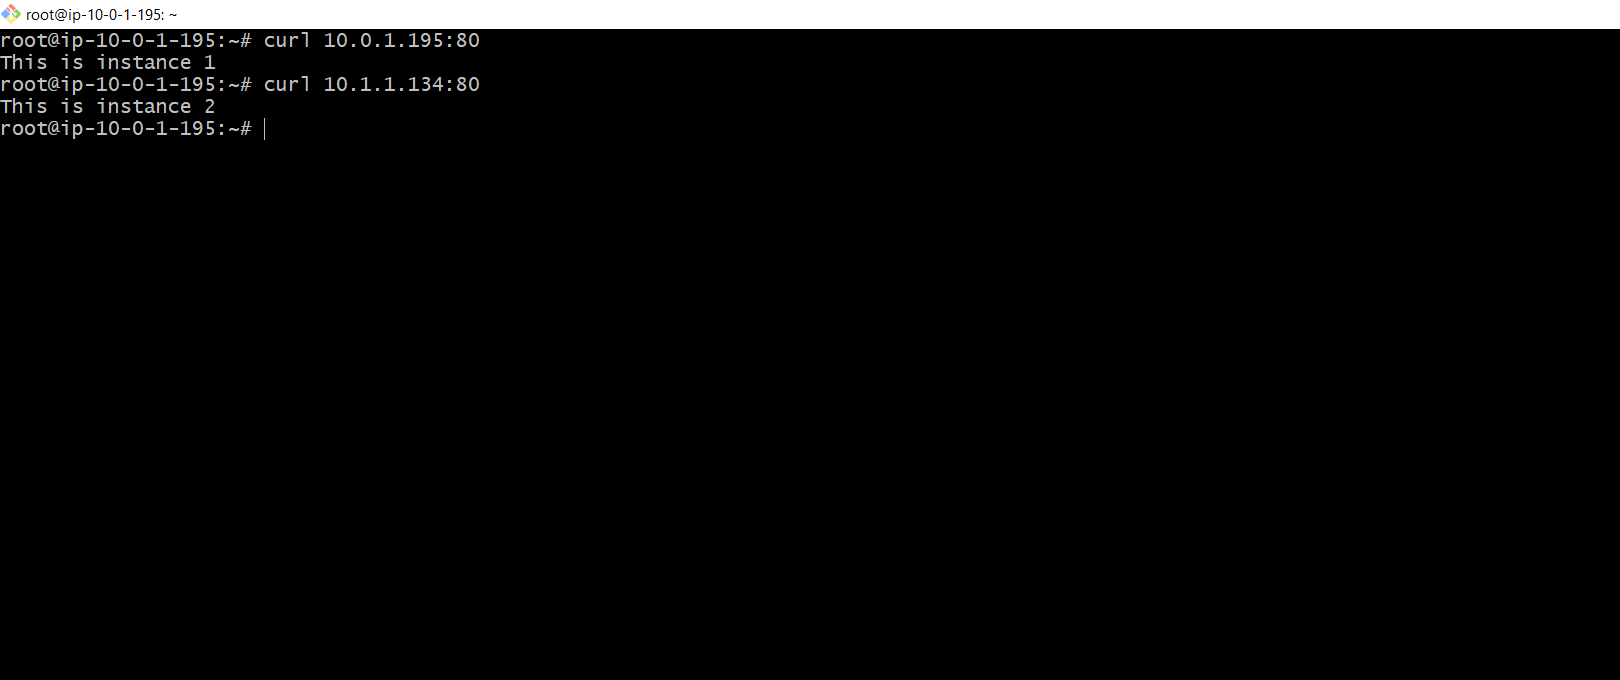 root@ip-10-0-1-195: ~
root@ip-10-0-1-195:~# curl 10.0.1.195:80
This is instance 1
root@ip-10-0-1-195:~# curl 10.1.1.134:80
This is instance 2
root@ip-10-0-1-195:~#